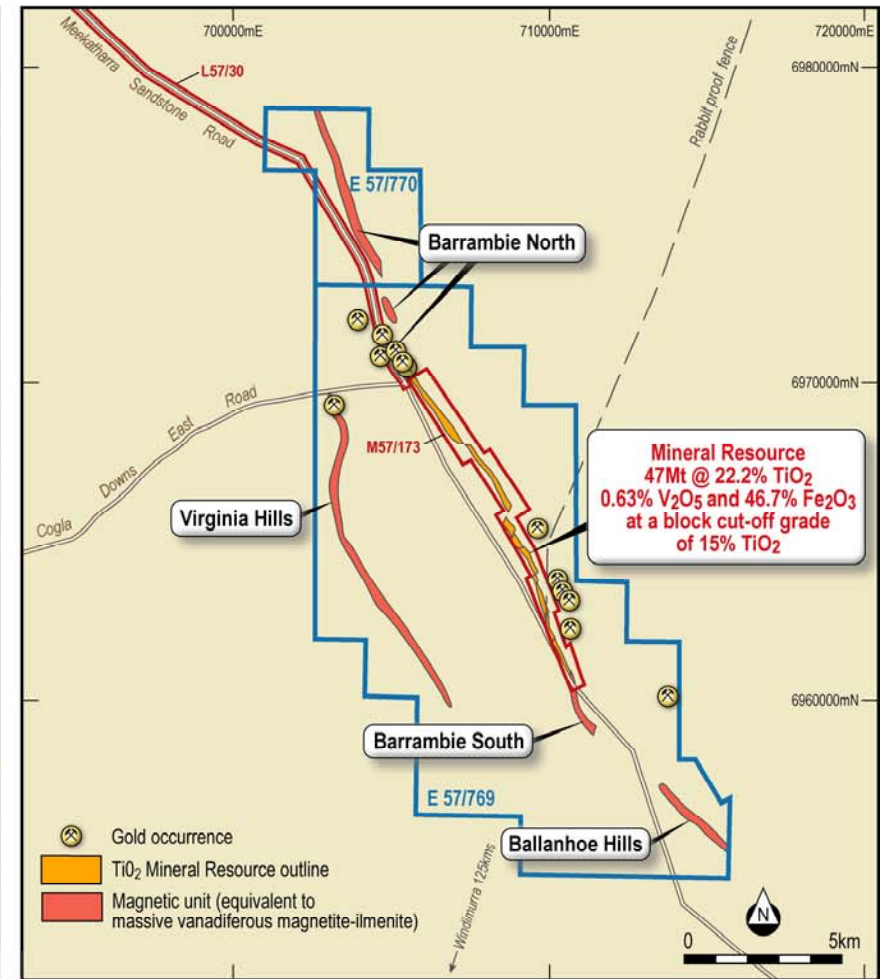 700000mE
710000mE
720000mE
6980000mN
Meekatharra Sandstone Road
L57/30
Rabbit proof fence
E 57/770
Barrambie North
6970000mN
Cogla Downs East Road
M57/173
Mineral Resource
47Mt @ 22.2% TiO2
0.63% V2O5 and 46.7% Fe2O3
at a block cut-off grade
of 15% TiO2
Virginia Hills
6960000mN
Barrambie South
E 57/769
Ballanhoe Hills
Gold occurrence
TiO2 Mineral Resource outline
Magnetic unit (equivalent to
massive vanadiferous magnetite-ilmenite)
Windimurra 125kms
N
0 5km